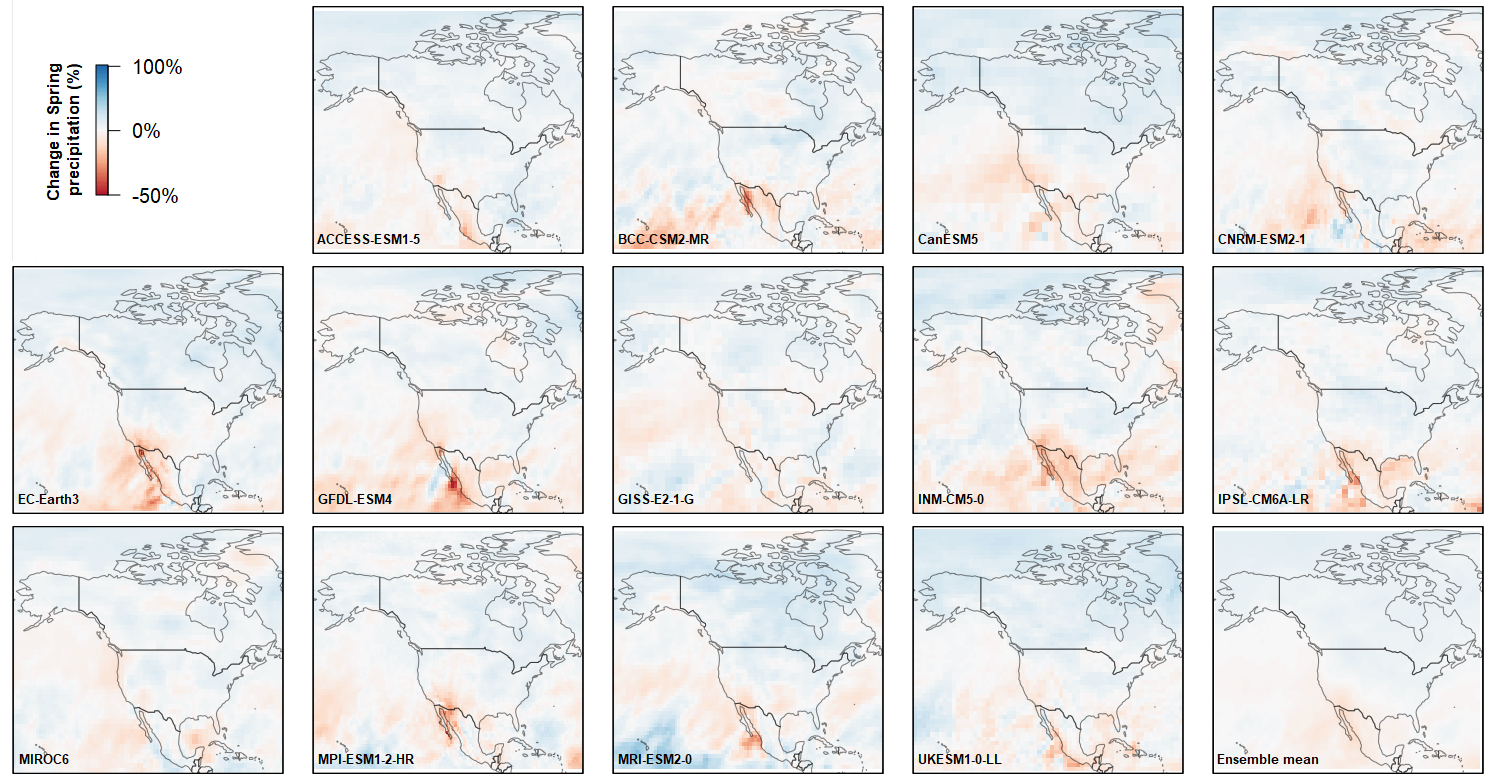 Change in Spring
precipitation (%)
100%
0%
-50%
ACCESS-ESM1-5
BCC-CSM2-MR
CanESM5
CNRM-ESM2-1
EC-Earth3
GFDL-ESM4
GISS-E2-1-G
INM-CM5-0
IPSL-CM6A-LR
MIROC6
MPI-ESM1-2-HR
MRI-ESM2-0
UKESM1-0-LL
Ensemble mean